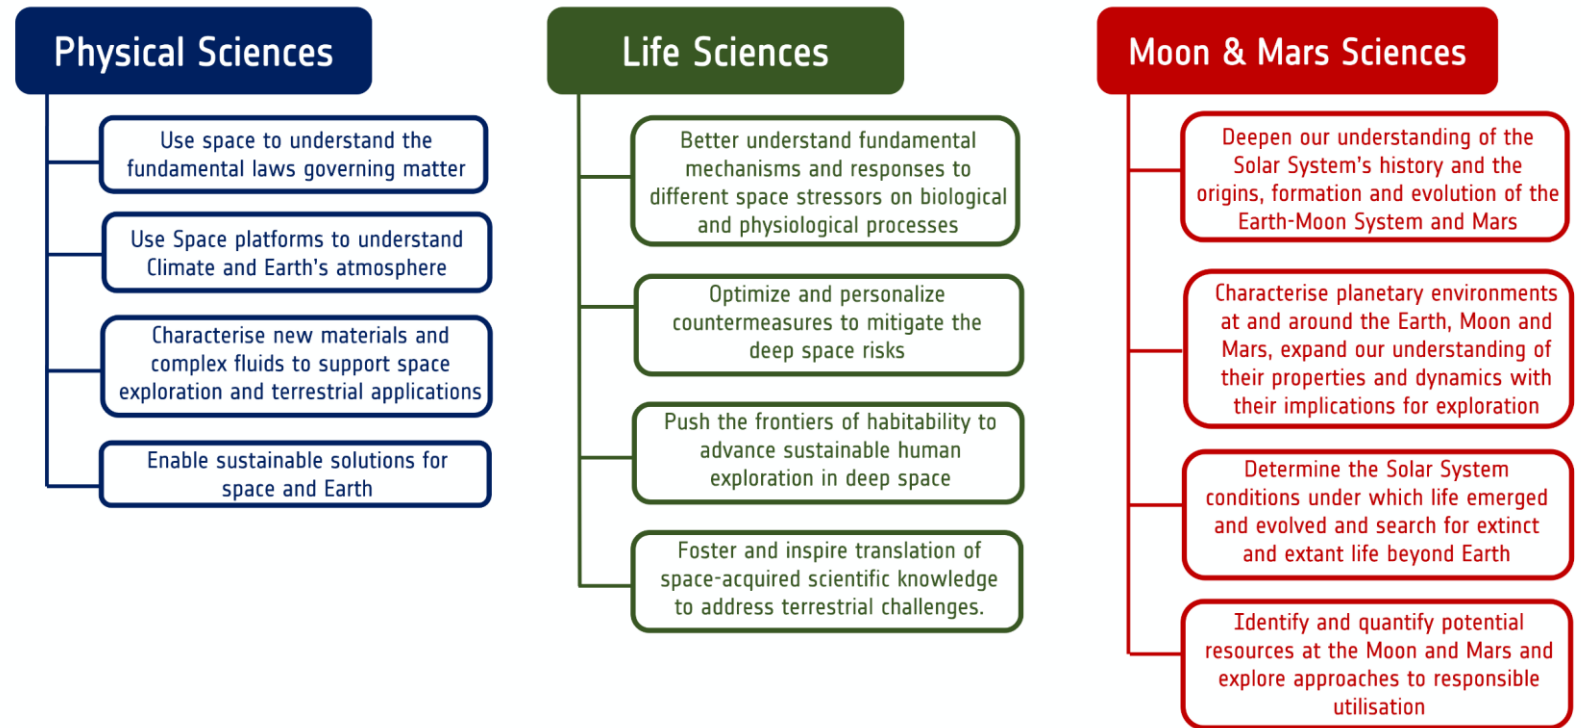 Physical Sciences
Use space to understand the
fundamental laws governing matter
Use Space platforms to understand
Climate and Earth's atmosphere
Characterise new materials and
complex fluids to support space
exploration and terrestrial applications
Enable sustainable solutions for
space and Earth
Life Sciences
Better understand fundamental
mechanisms and responses to
different space stressors on biological
and physiological processes
Optimize and personalize
countermeasures to mitigate the
deep space risks
Push the frontiers of habitability to
advance sustainable human
exploration in deep space
Foster and inspire translation of
space-acquired scientific knowledge
to address terrestrial challenges.
Moon & Mars Sciences
Deepen our understanding of the
Solar System's history and the
origins, formation and evolution of the
Earth-Moon System and Mars
Characterise planetary environments
at and around the Earth, Moon and
Mars, expand our understanding of
their properties and dynamics with
their implications for exploration
Determine the Solar System
conditions under which life emerged
and evolved and search for extinct
and extant life beyond Earth
Identify and quantify potential
resources at the Moon and Mars and
explore approaches to responsible
utilisation